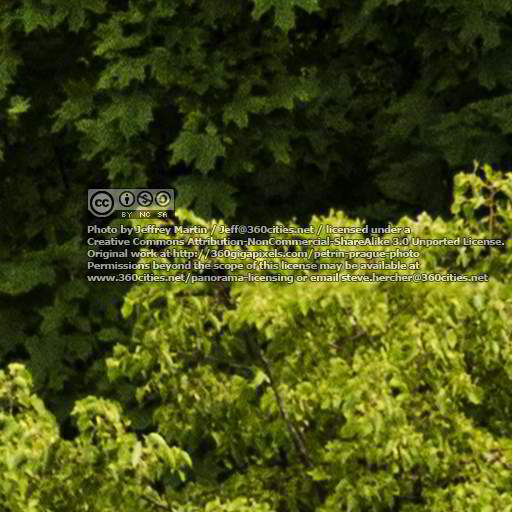 cc
BY NC SA
Photo by Jeffrey Martin / Jeff@360cities.net / licensed under a
Creative Commons Attribution-NonCommercial-ShareAlike 3.0 Unported License.
Original work at http://360gigapixels.com/petrin-prague-photo
Permissions beyond the scope of this license may be available at
www.360cities.net/panorama-licensing or email steve.hercher@360cities.net